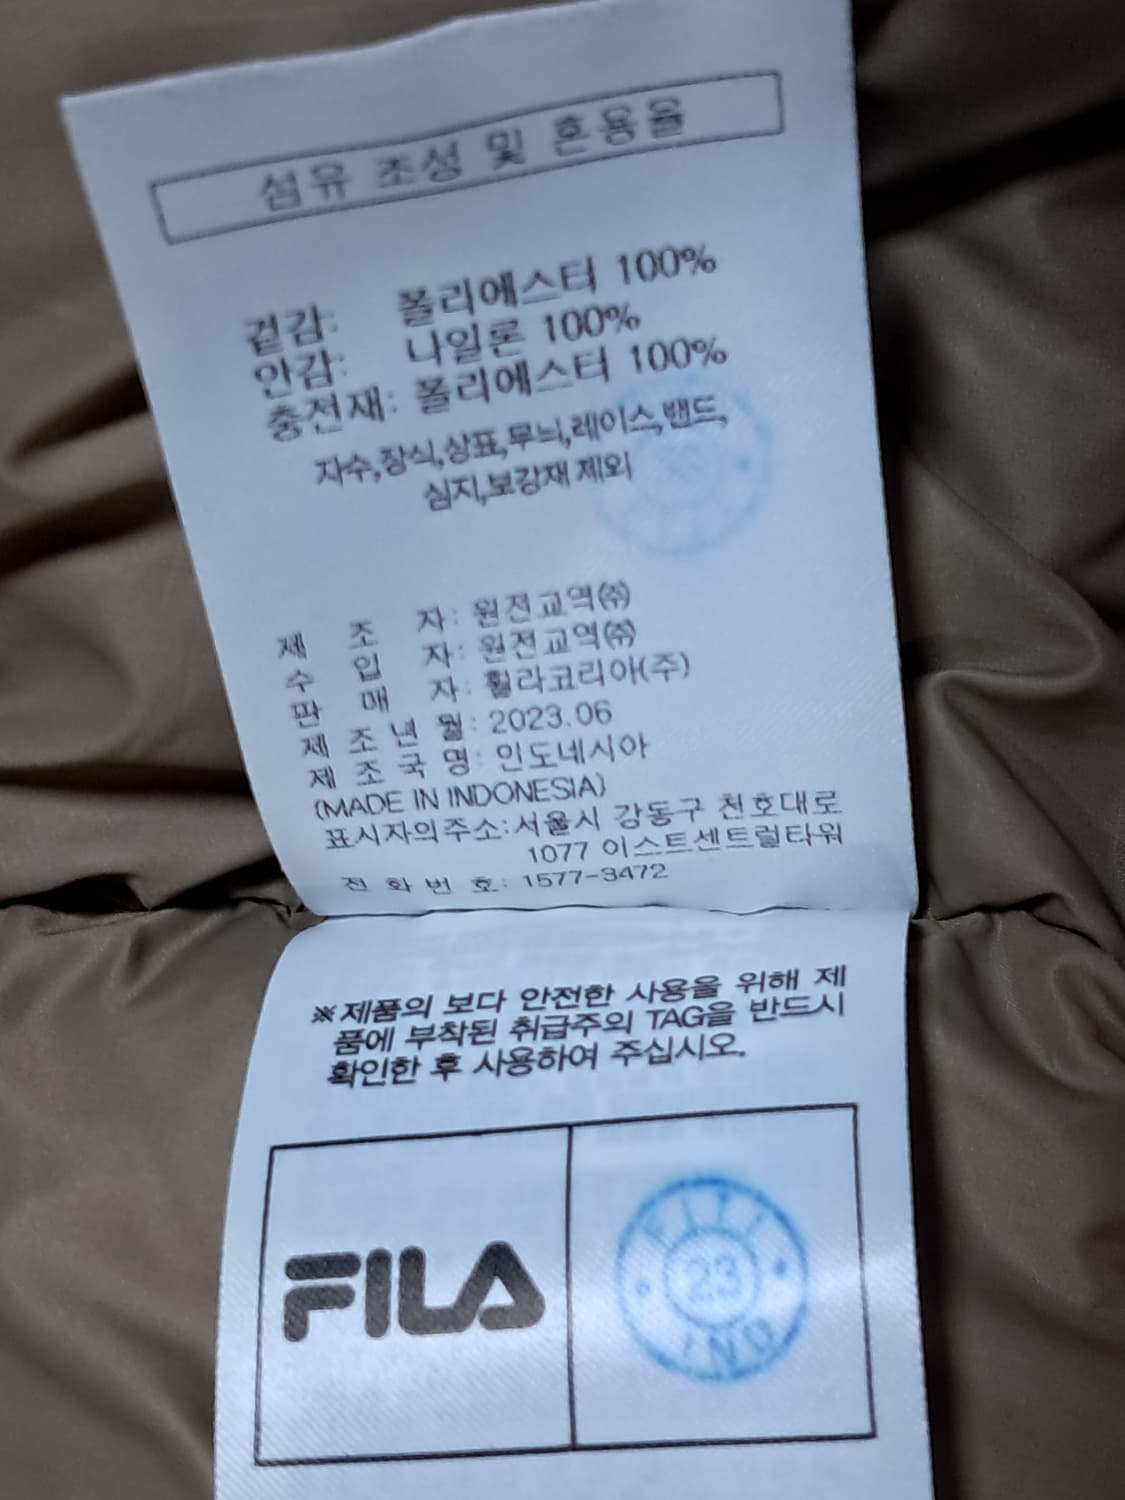 섬유 조성 및 혼용율
겉감: 폴리에스터 100%
안감: 나일론 100%
충전재: 폴리에스터 100%
자수,장식,상표,무늬,레이스,밴드,
심지,보강재 제외
제 조 자: 원전교역㈜
수 입 자: 원전교역㈜
판 매 자: 휠라코리아(주)
제 조 년 월: 2023.06
제 조 국 명: 인도네시아
(MADE IN INDONESIA)
표시자의주소:서울시 강동구 천호대로
1077 이스트센트럴타워
전 화 번 호: 1577-3472
※제품의 보다 안전한 사용을 위해 제
품에 부착된 취급주의 TAG을 반드시
확인한 후 사용하여 주십시오.
FILA
FITI
23
IND